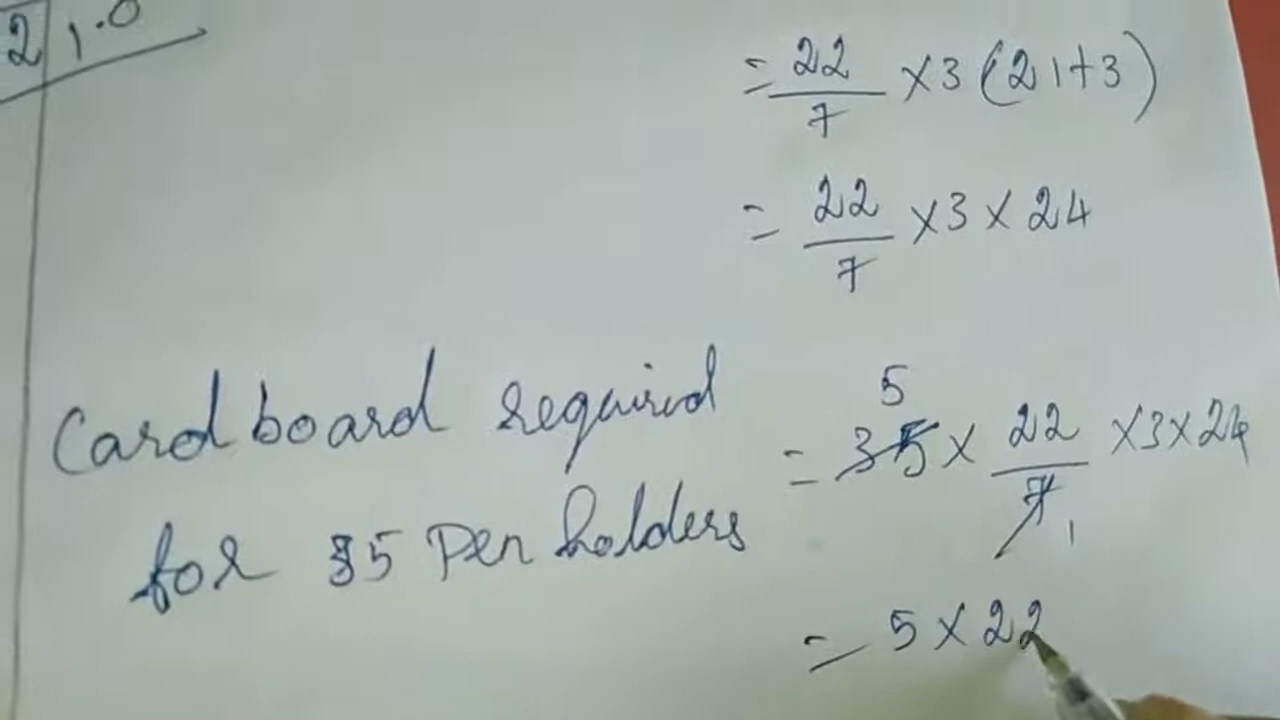 2 1.0
= 22/7 × 3 (21+3)
= 22/7 × 3 × 24
Cardboard required
for 35 Pen holders
= 35 5 × 22/7 1 × 3 × 24
= 5 × 22